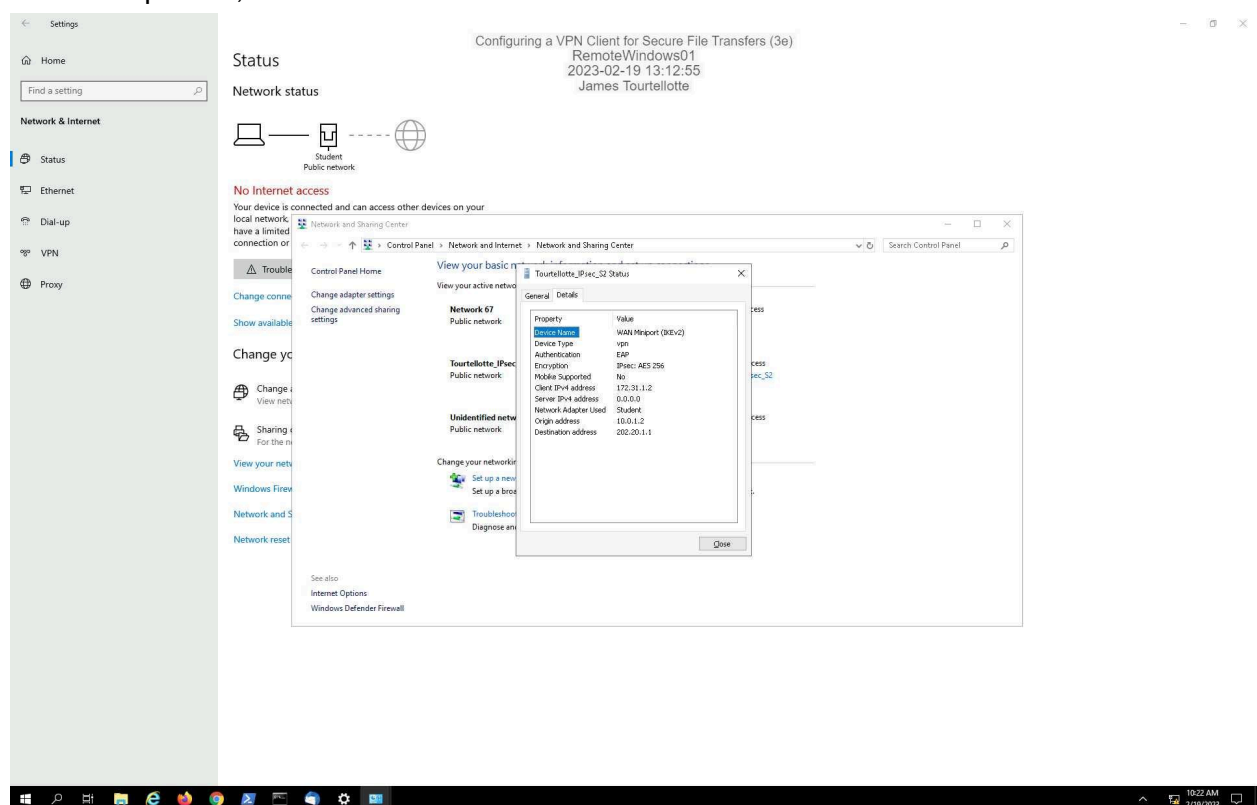 Settings
Configuring a VPN Client for Secure File Transfers (3e)
RemoteWindows01
2023-02-19 13:12:55
James Tourtellotte
Home
Find a setting
Network & Internet
Status
Ethernet
Dial-up
VPN
Proxy
Status
Network status
Student
Public network
No Internet access
Your device is connected and can access other devices on your
local network,
have a limited
connection or
Trouble
Change conne
Show available
Change yo
Change
View netw
Sharing
For the ne
View your netw
Windows Firew
Network and S
Network reset
Network and Sharing Center
Control Panel › Network and Internet › Network and Sharing Center
Search Control Panel
Control Panel Home
Change adapter settings
Change advanced sharing
settings
View your basic
View your active netwo
Network 67
Public network
cess
Tourtellotte_IPsec
Public network
cess
sec_S2
Unidentified netw
Public network
cess
Change your networkin
Set up a new
Set up a broa
Troubleshoo
Diagnose and
See also
Internet Options
Windows Defender Firewall
Tourtellotte_IPsec_S2 Status
General Details
Property Value
Device Name WAN Miniport (IKEv2)
Device Type vpn
Authentication EAP
Encryption IPsec: AES 256
Mobike Supported No
Client IPv4 address 172.31.1.2
Server IPv4 address 0.0.0.0
Network Adapter Used Student
Origin address 10.0.1.2
Destination address 202.20.1.1
Close
10:22 AM
2/19/2023